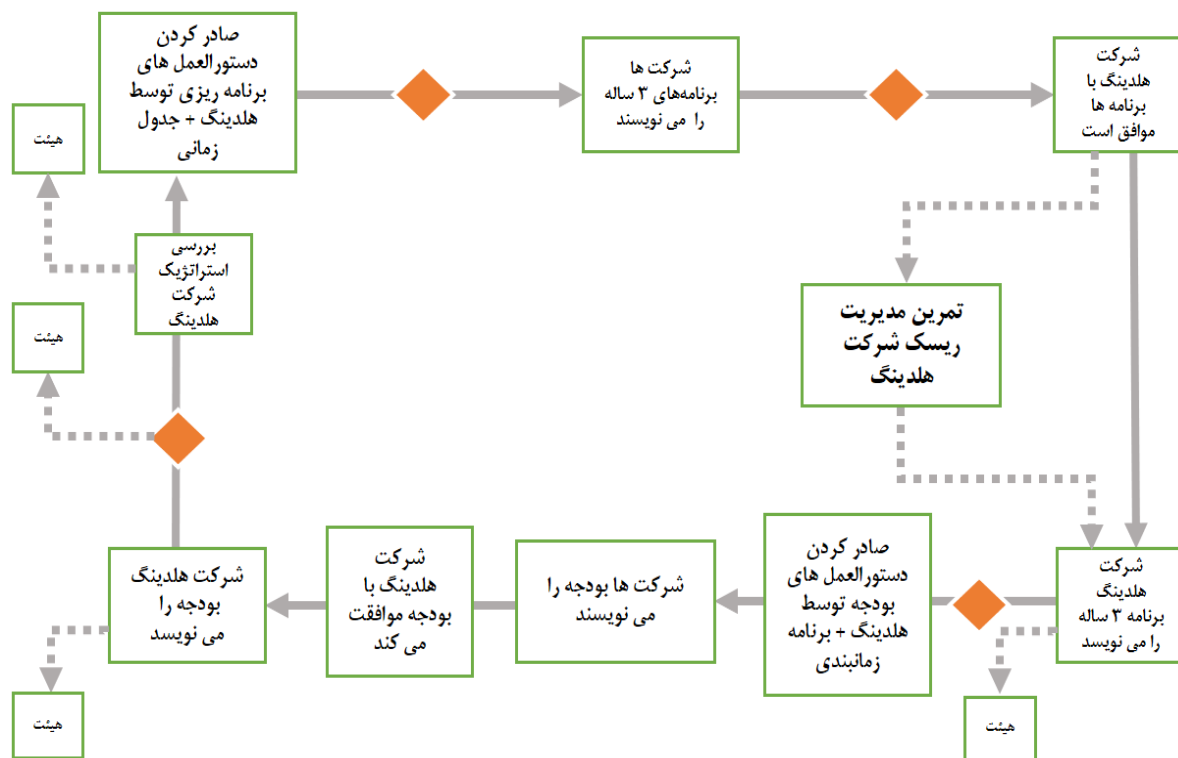 صادر کردن
دستورالعمل های
برنامه ریزی توسط
هلدینگ + جدول
زمانی
شرکت ها
برنامه‌های ۳ ساله
را می نویسند
شرکت
هلدینگ با
برنامه ها
موافق است
هیئت
بررسی
استراتژیک
شرکت
هلدینگ
هیئت
تمرین مدیریت
ریسک شرکت
هلدینگ
شرکت
هلدینگ
برنامه ۳ ساله
را می نویسد
صادر کردن
دستورالعمل های
بودجه توسط
هلدینگ + برنامه
زمانبندی
شرکت ها بودجه را
می نویسند
شرکت
هلدینگ با
بودجه موافقت
می کند
شرکت هلدینگ
بودجه را
می نویسد
هیئت
هیئت